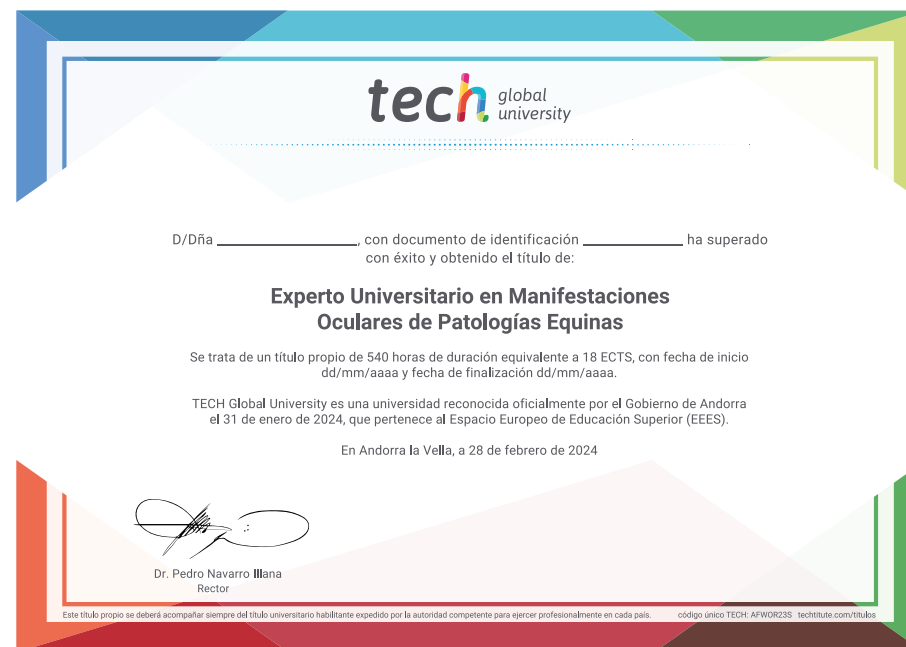 tech global university
D/Dña ____________________, con documento de identificación ______________ ha superado
con éxito y obtenido el título de:
Experto Universitario en Manifestaciones
Oculares de Patologías Equinas
Se trata de un título propio de 540 horas de duración equivalente a 18 ECTS, con fecha de inicio
dd/mm/aaaa y fecha de finalización dd/mm/aaaa.
TECH Global University es una universidad reconocida oficialmente por el Gobierno de Andorra
el 31 de enero de 2024, que pertenece al Espacio Europeo de Educación Superior (EEES).
En Andorra la Vella, a 28 de febrero de 2024
Dr. Pedro Navarro Illana
Rector
Este título propio se deberá acompañar siempre del título universitario habilitante expedido por la autoridad competente para ejercer profesionalmente en cada país. código único TECH: AFWOR23S techtitute.com/titulos